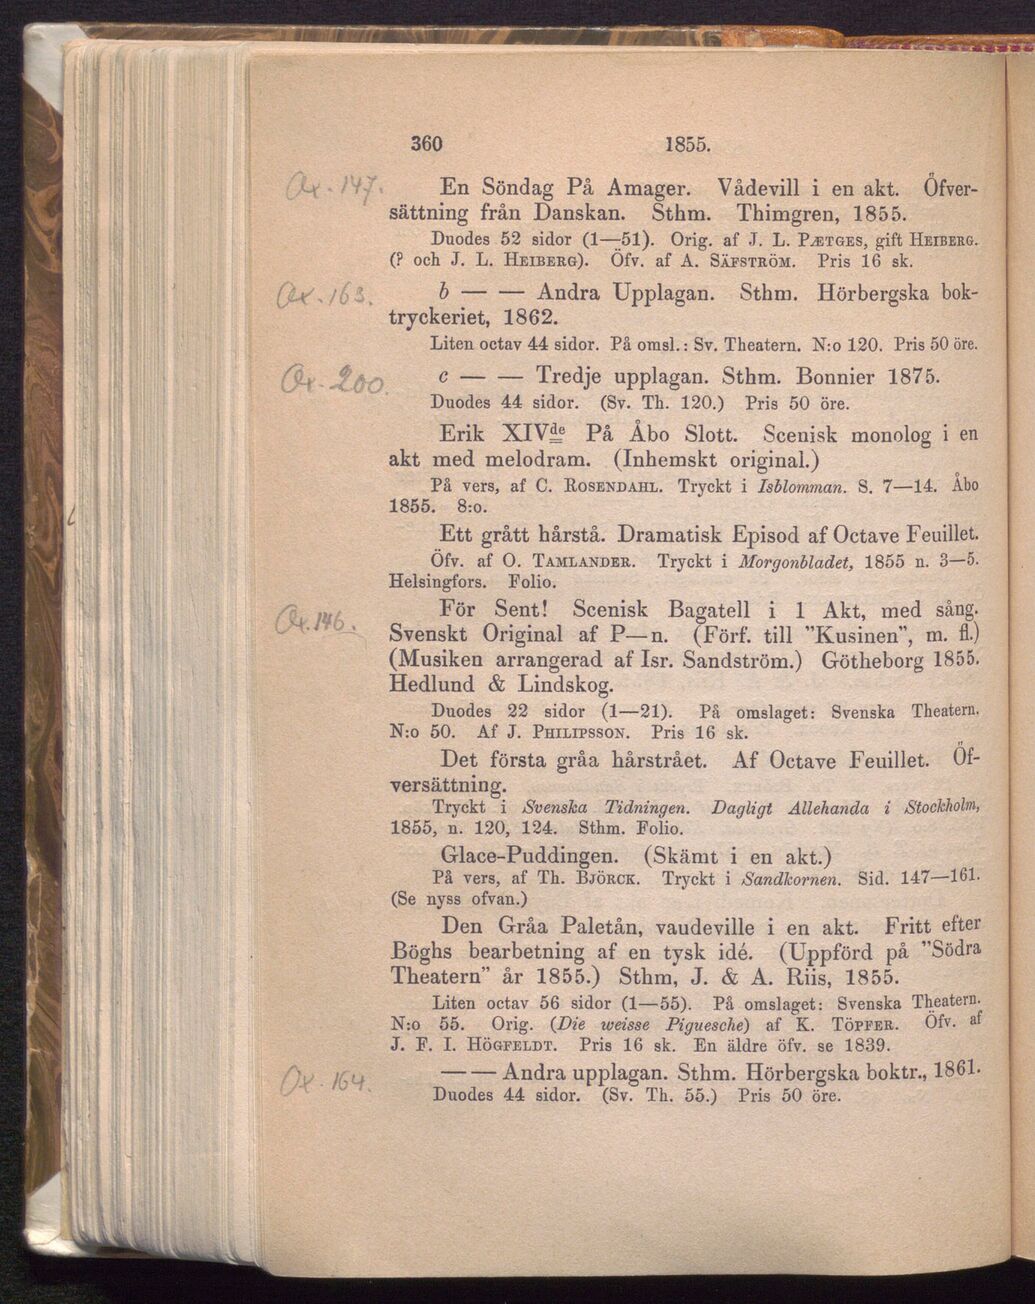 360 1855.
Ox. 147. En Söndag På Amager. Vådevill i en akt. Öfver-
sättning från Danskan. Sthm. Thimgren, 1855.
Duodes 52 sidor (1—51). Orig. af J. L. PÆTGES, gift HEIBERG.
(? och J. L. HEIBERG). Öfv. af A. SÄFSTRÖM. Pris 16 sk.
Ox. 163. b — — Andra Upplagan. Sthm. Hörbergska bok-
tryckeriet, 1862.
Liten octav 44 sidor. På omsl.: Sv. Theatern. N:o 120. Pris 50 öre.
Ox. 200. c — — Tredje upplagan. Sthm. Bonnier 1875.
Duodes 44 sidor. (Sv. Th. 120.) Pris 50 öre.
Erik XIVde På Åbo Slott. Scenisk monolog i en
akt med melodram. (Inhemskt original.)
På vers, af C. ROSENDAHL. Tryckt i Isblomman. S. 7—14. Åbo
1855. 8:o.
Ett grått hårstå. Dramatisk Episod af Octave Feuillet.
Öfv. af O. TAMLANDER. Tryckt i Morgonbladet, 1855 n. 3—5.
Helsingfors. Folio.
Ox. 146. För Sent! Scenisk Bagatell i 1 Akt, med sång.
Svenskt Original af P—n. (Förf. till "Kusinen", m. fl.)
(Musiken arrangerad af Isr. Sandström.) Götheborg 1855.
Hedlund & Lindskog.
Duodes 22 sidor (1—21). På omslaget: Svenska Theatern.
N:o 50. Af J. PHILIPSSON. Pris 16 sk.
Det första gråa hårstrået. Af Octave Feuillet. Öf-
versättning.
Tryckt i Svenska Tidningen. Dagligt Allehanda i Stockholm,
1855, n. 120, 124. Sthm. Folio.
Glace-Puddingen. (Skämt i en akt.)
På vers, af Th. BJÖRCK. Tryckt i Sandkornen. Sid. 147—161.
(Se nyss ofvan.)
Den Gråa Paletån, vaudeville i en akt. Fritt efter
Böghs bearbetning af en tysk idé. (Uppförd på "Södra
Theatern" år 1855.) Sthm, J. & A. Riis, 1855.
Liten octav 56 sidor (1—55). På omslaget: Svenska Theatern.
N:o 55. Orig. (Die weisse Piguesche) af K. TÖPFER. Öfv. af
J. F. I. HÖGFELDT. Pris 16 sk. En äldre öfv. se 1839.
Ox. 164. — — Andra upplagan. Sthm. Hörbergska boktr., 1861.
Duodes 44 sidor. (Sv. Th. 55.) Pris 50 öre.